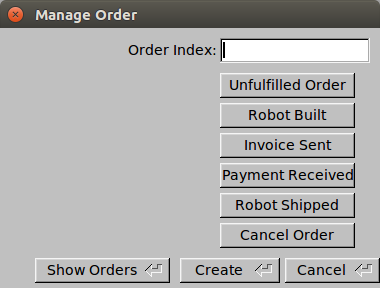 Manage Order
Order Index:
Unfulfilled Order
Robot Built
Invoice Sent
Payment Received
Robot Shipped
Cancel Order
Show Orders Create Cancel